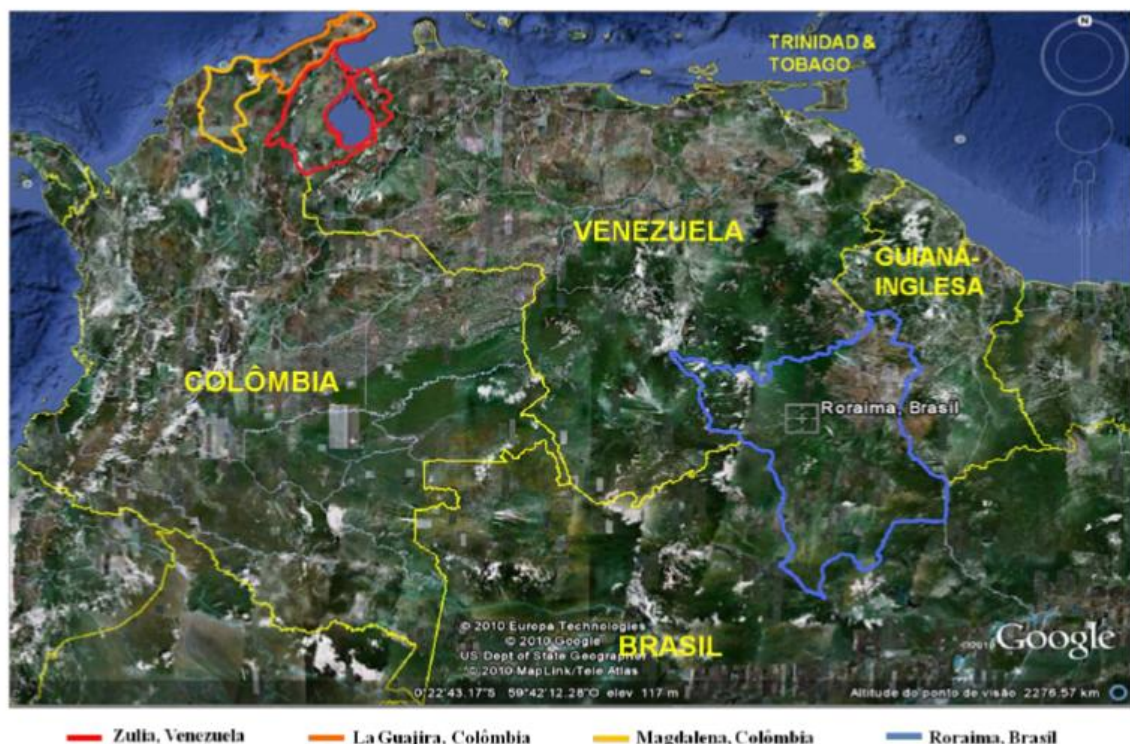 N
TRINIDAD &
TOBAGO
VENEZUELA
GUIANÁ-
INGLESA
COLÔMBIA
Roraima, Brasil
© 2010 Europa Technologies
© 2010 Google
US Dept of State Geographer
© 2010 MapLink/Tele Atlas
BRASIL
©2010 Google
0°22'43.17"S 59°42'12.28"O elev 117 m
Altitude do ponto de visão 2276.57 km
Zulia, Venezuela
La Guajira, Colômbia
Magdalena, Colômbia
Roraima, Brasil